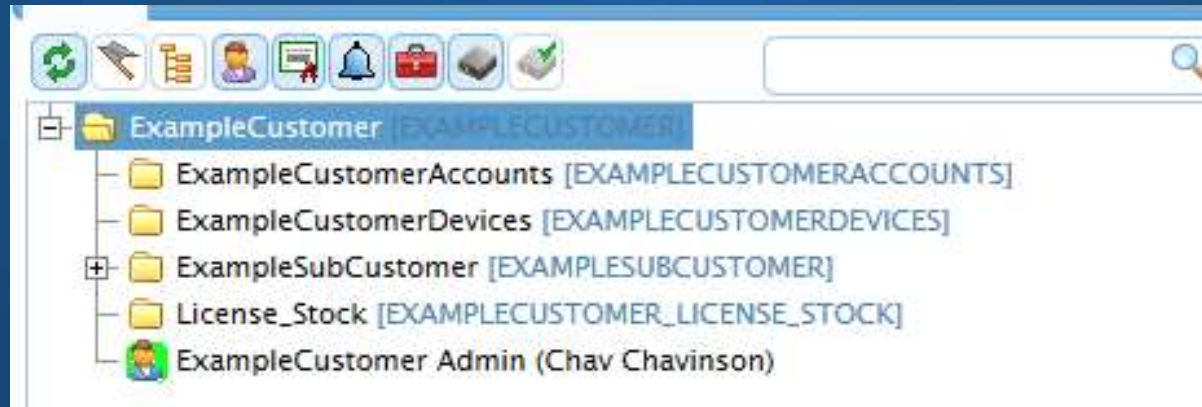 ExampleCustomer [EXAMPLECUSTOMER]
ExampleCustomerAccounts [EXAMPLECUSTOMERACCOUNTS]
ExampleCustomerDevices [EXAMPLECUSTOMERDEVICES]
ExampleSubCustomer [EXAMPLESUBCUSTOMER]
License_Stock [EXAMPLECUSTOMER_LICENSE_STOCK]
ExampleCustomer Admin (Chav Chavinson)